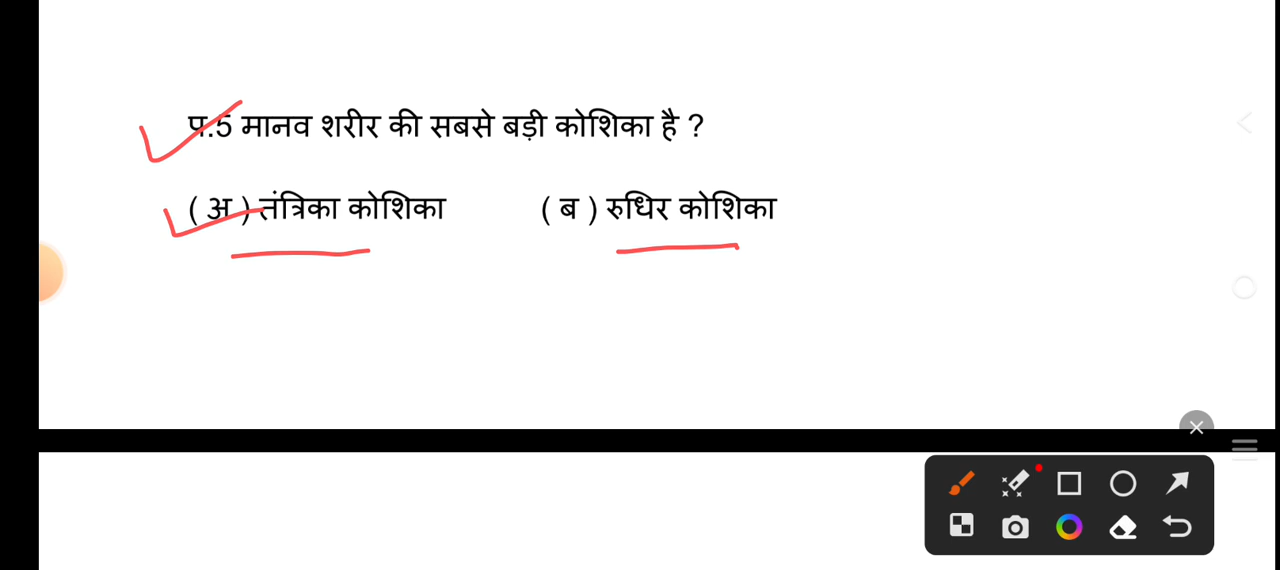 प.5 मानव शरीर की सबसे बड़ी कोशिका है ?
( अ ) तंत्रिका कोशिका ( ब ) रुधिर कोशिका